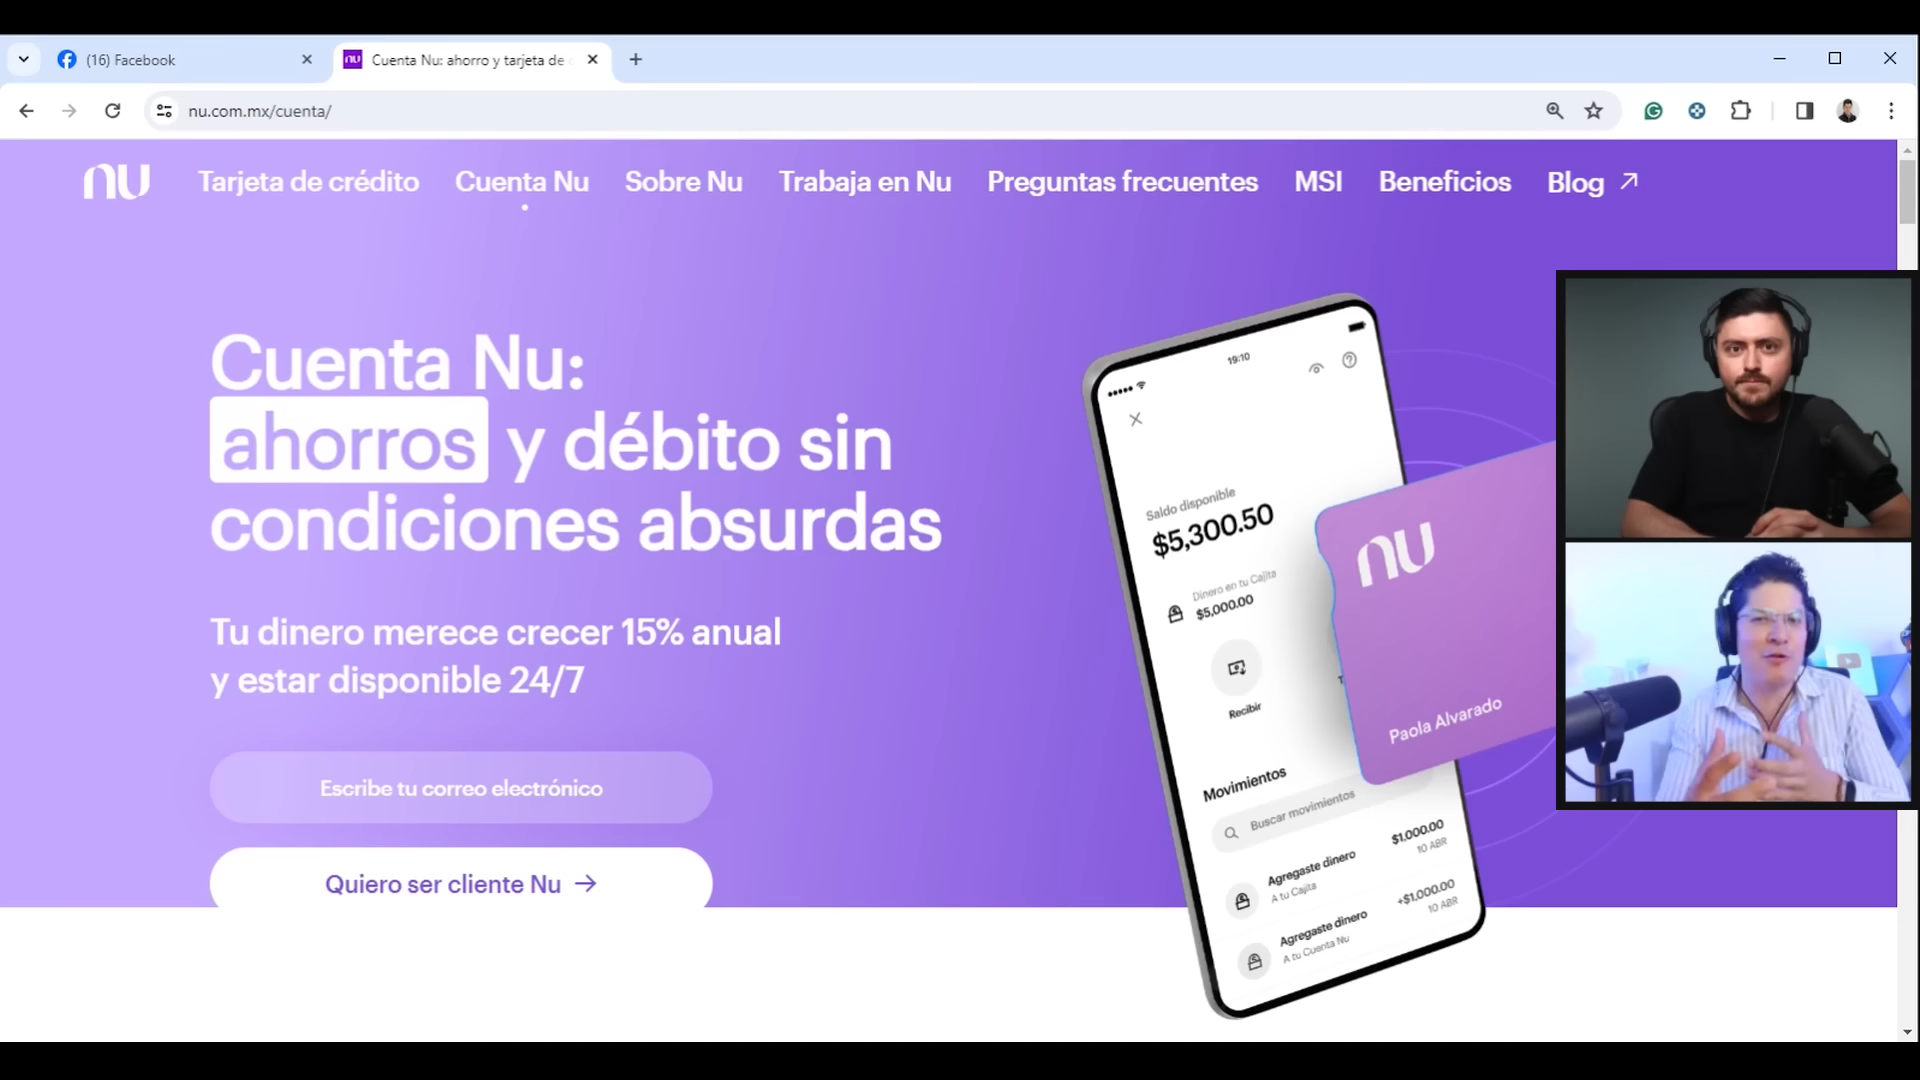 (16) Facebook
Cuenta Nu: ahorro y tarjeta de
nu.com.mx/cuenta/
nu
Tarjeta de crédito
Cuenta Nu
Sobre Nu
Trabaja en Nu
Preguntas frecuentes
MSI
Beneficios
Blog
Cuenta Nu:
ahorros y débito sin
condiciones absurdas
Tu dinero merece crecer 15% anual
y estar disponible 24/7
Escribe tu correo electrónico
Quiero ser cliente Nu
19:10
Saldo disponible
$5,300.50
Dinero en tu Cajita
$5,000.00
Recibir
Movimientos
Buscar movimientos
Agregaste dinero
$1,000.00
A tu Cajita
10 ABR
Agregaste dinero
+$1,000.00
A tu Cuenta Nu
10 ABR
nu
Paola Alvarado